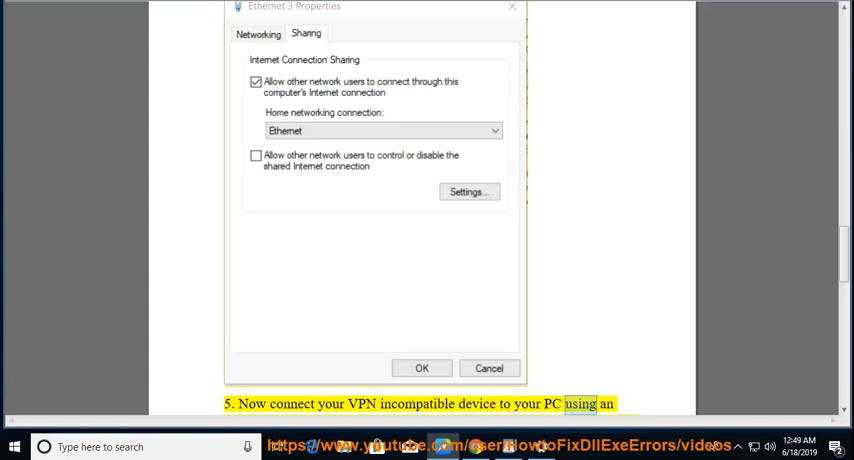 Ethernet 3 Properties
Networking
Sharing
Internet Connection Sharing
Allow other network users to connect through this
computer's Internet connection
Home networking connection:
Ethernet
Allow other network users to control or disable the
shared Internet connection
Settings...
OK
Cancel
5. Now connect your VPN incompatible device to your PC using an
Type here to search
https://www.youtube.com/user/HowtoFixDllExeErrors/videos
12:49 AM
6/18/2019
2